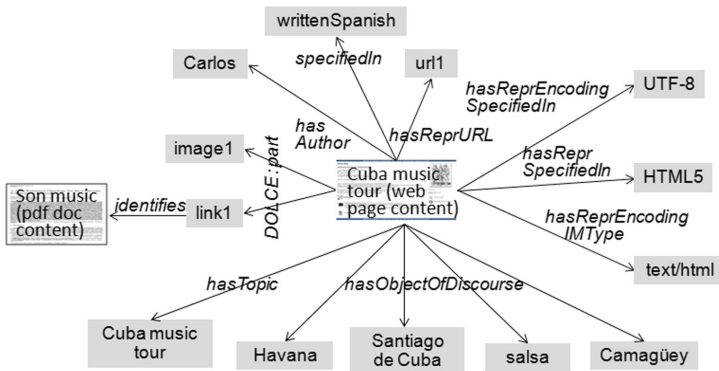 writtenSpanish
specifiedIn
Carlos
url1
UTF-8
hasReprEncoding
SpecifiedIn
has
Author
hasReprURL
image1
DOLCE:part
hasRepr
SpecifiedIn
HTML5
Cuba music
tour (web
page content)
Son music
(pdf doc
content)
identifies
link1
hasReprEncoding
IMType
text/html
hasTopic
hasObjectOfDiscourse
Cuba music
tour
Havana
Santiago
de Cuba
salsa
Camagüey